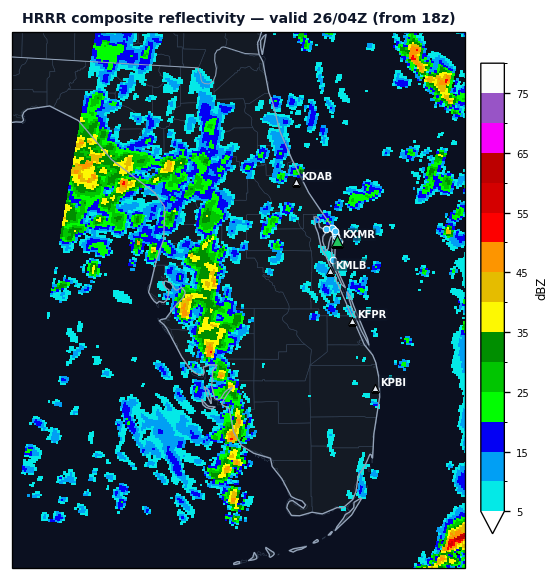 HRRR composite reflectivity — valid 26/04Z (from 18z)
75
65
55
45
35
25
15
5
dBZ
KDAB
KXMR
KMLB
KFPR
KPBI